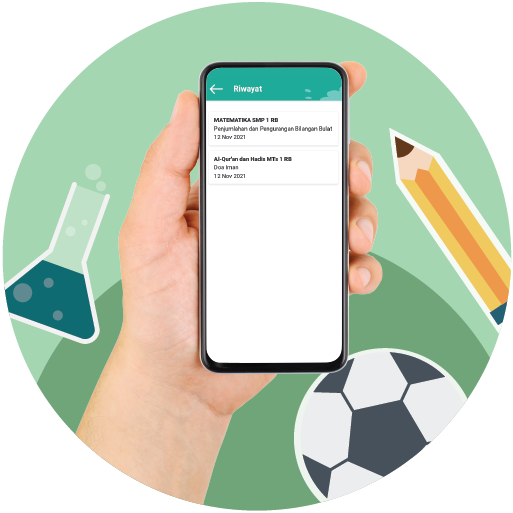 Riwayat
MATEMATIKA SMP 1 RB
Penjumlahan dan Pengurangan Bilangan Bulat
12 Nov 2021
Al-Qur'an dan Hadis MTs 1 RB
Doa Iman
12 Nov 2021